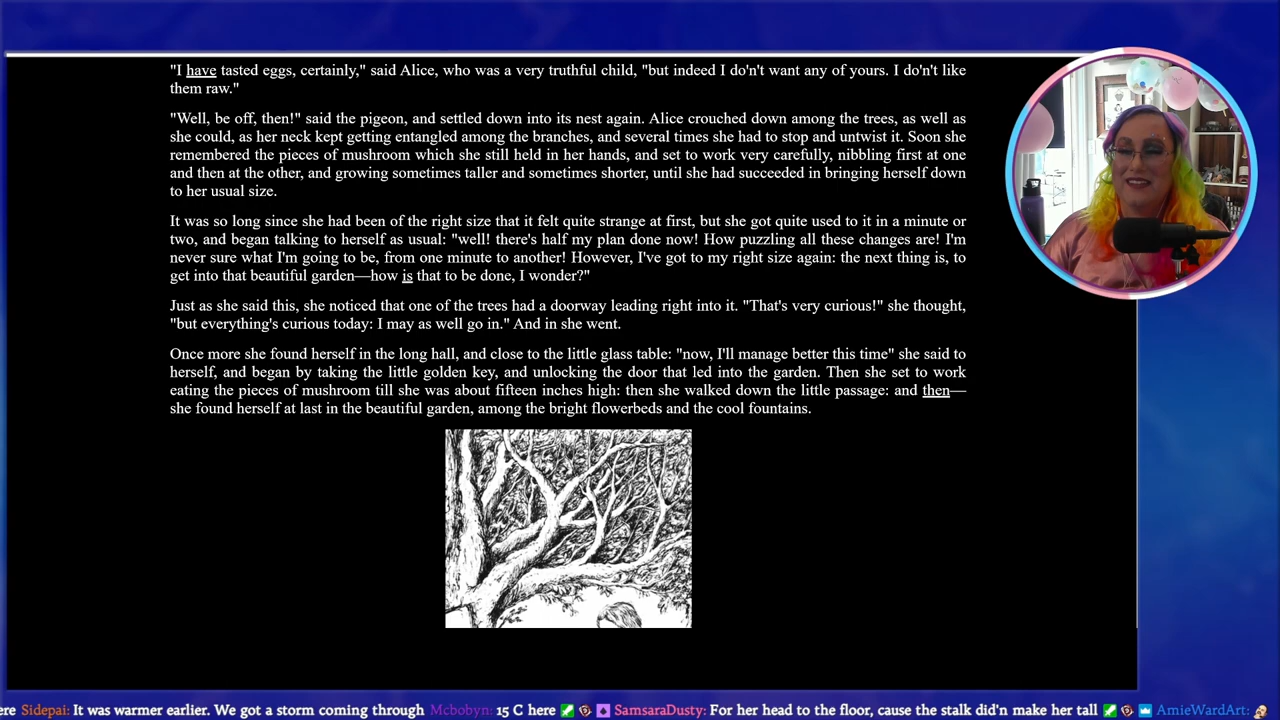 "I have tasted eggs, certainly," said Alice, who was a very truthful child, "but indeed I do'n't want any of yours. I do'n't like
them raw."
"Well, be off, then!" said the pigeon, and settled down into its nest again. Alice crouched down among the trees, as well as
she could, as her neck kept getting entangled among the branches, and several times she had to stop and untwist it. Soon she
remembered the pieces of mushroom which she still held in her hands, and set to work very carefully, nibbling first at one
and then at the other, and growing sometimes taller and sometimes shorter, until she had succeeded in bringing herself down
to her usual size.
It was so long since she had been of the right size that it felt quite strange at first, but she got quite used to it in a minute or
two, and began talking to herself as usual: "well! there's half my plan done now! How puzzling all these changes are! I'm
never sure what I'm going to be, from one minute to another! However, I've got to my right size again: the next thing is, to
get into that beautiful garden—how is that to be done, I wonder?"
Just as she said this, she noticed that one of the trees had a doorway leading right into it. "That's very curious!" she thought,
"but everything's curious today: I may as well go in." And in she went.
Once more she found herself in the long hall, and close to the little glass table: "now, I'll manage better this time" she said to
herself, and began by taking the little golden key, and unlocking the door that led into the garden. Then she set to work
eating the pieces of mushroom till she was about fifteen inches high: then she walked down the little passage: and then—
she found herself at last in the beautiful garden, among the bright flowerbeds and the cool fountains.
ere Sidepai: It was warmer earlier. We got a storm coming through Mcbobyn: 15 C here SamsaraDusty: For her head to the floor, cause the stalk did'n make her tall AmieWardArt: